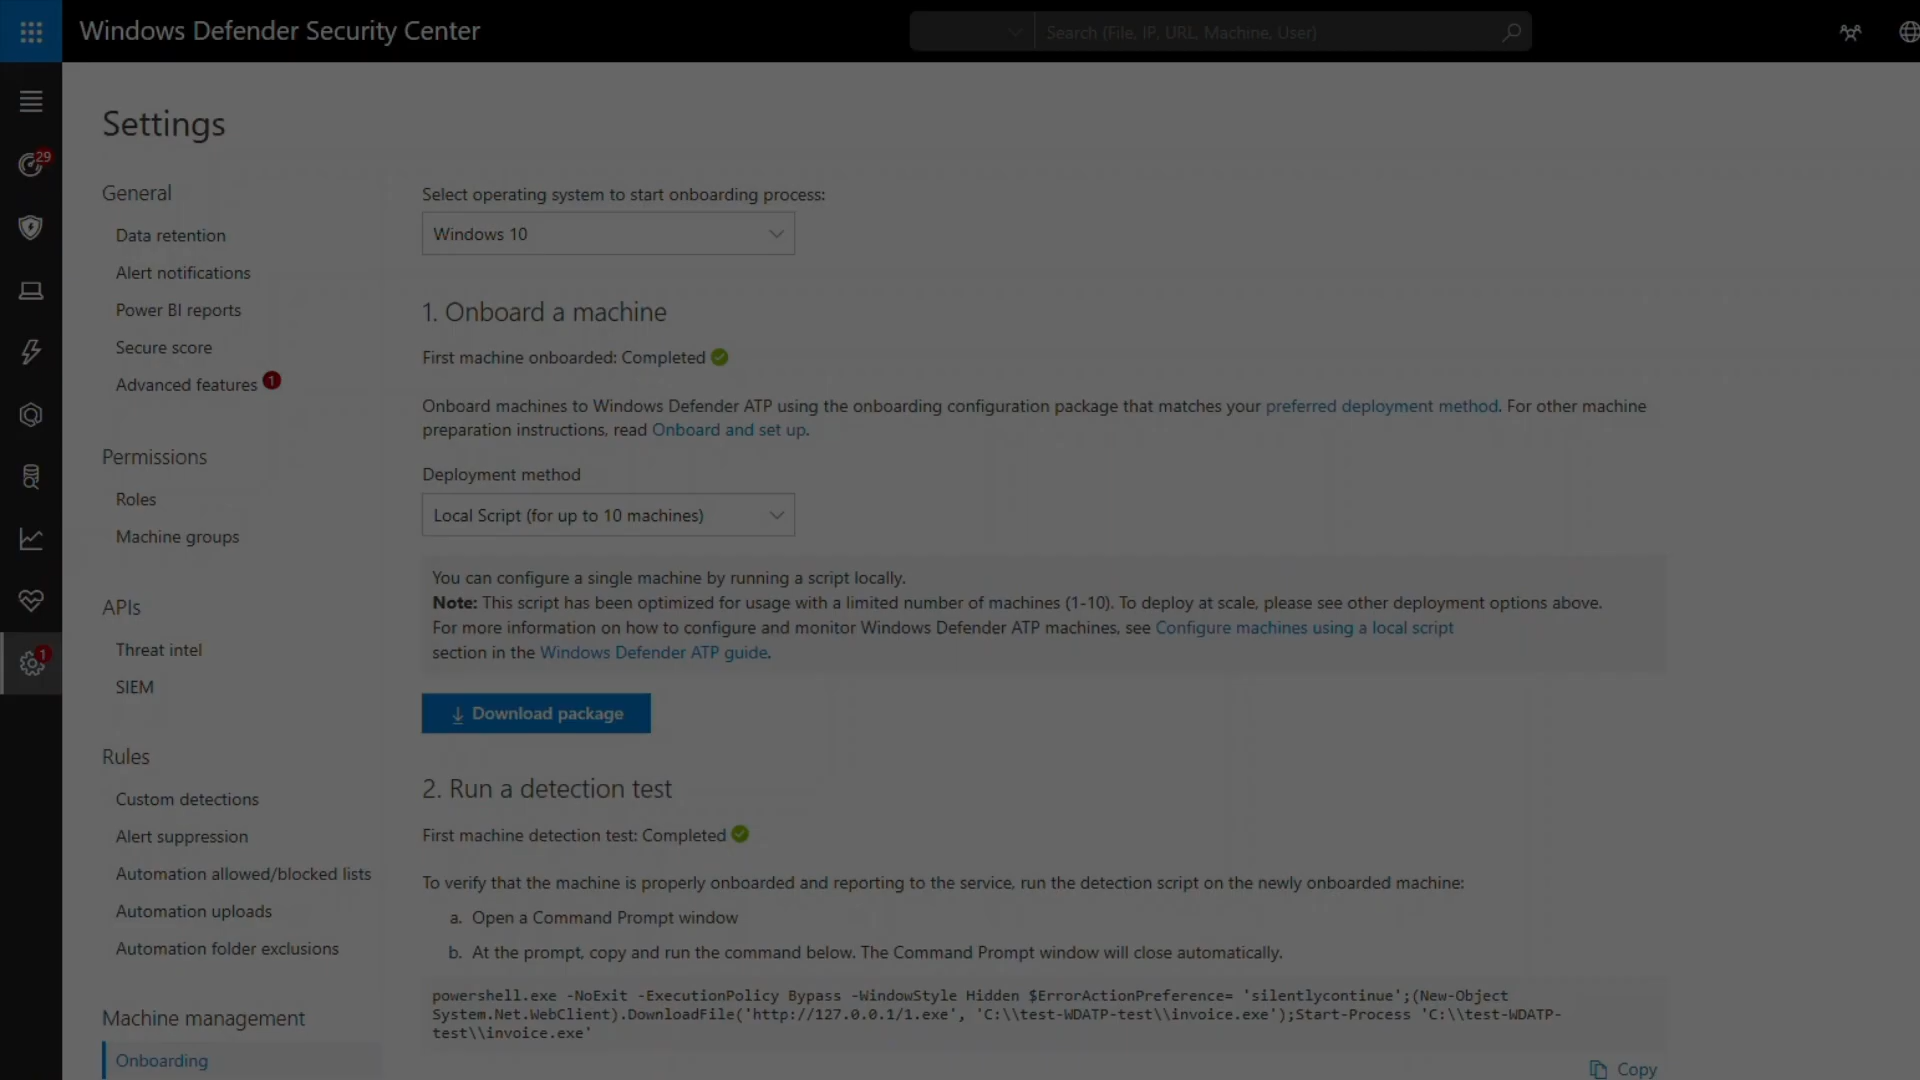 Windows Defender Security Center
Search (File, IP, URL, Machine, User)
Settings
29
1
General
Data retention
Alert notifications
Power BI reports
Secure score
Advanced features 1
Permissions
Roles
Machine groups
APIs
Threat intel
SIEM
Rules
Custom detections
Alert suppression
Automation allowed/blocked lists
Automation uploads
Automation folder exclusions
Machine management
Onboarding
Select operating system to start onboarding process:
Windows 10
1. Onboard a machine
First machine onboarded: Completed
Onboard machines to Windows Defender ATP using the onboarding configuration package that matches your preferred deployment method. For other machine
preparation instructions, read Onboard and set up.
Deployment method
Local Script (for up to 10 machines)
You can configure a single machine by running a script locally.
Note: This script has been optimized for usage with a limited number of machines (1-10). To deploy at scale, please see other deployment options above.
For more information on how to configure and monitor Windows Defender ATP machines, see Configure machines using a local script
section in the Windows Defender ATP guide.
Download package
2. Run a detection test
First machine detection test: Completed
To verify that the machine is properly onboarded and reporting to the service, run the detection script on the newly onboarded machine:
a. Open a Command Prompt window
b. At the prompt, copy and run the command below. The Command Prompt window will close automatically.
powershell.exe -NoExit -ExecutionPolicy Bypass -WindowStyle Hidden $ErrorActionPreference= 'silentlycontinue';(New-Object
System.Net.WebClient).DownloadFile('http://127.0.0.1/1.exe', 'C:\\test-WDATP-test\\invoice.exe');Start-Process 'C:\\test-WDATP-
test\\invoice.exe'
Copy